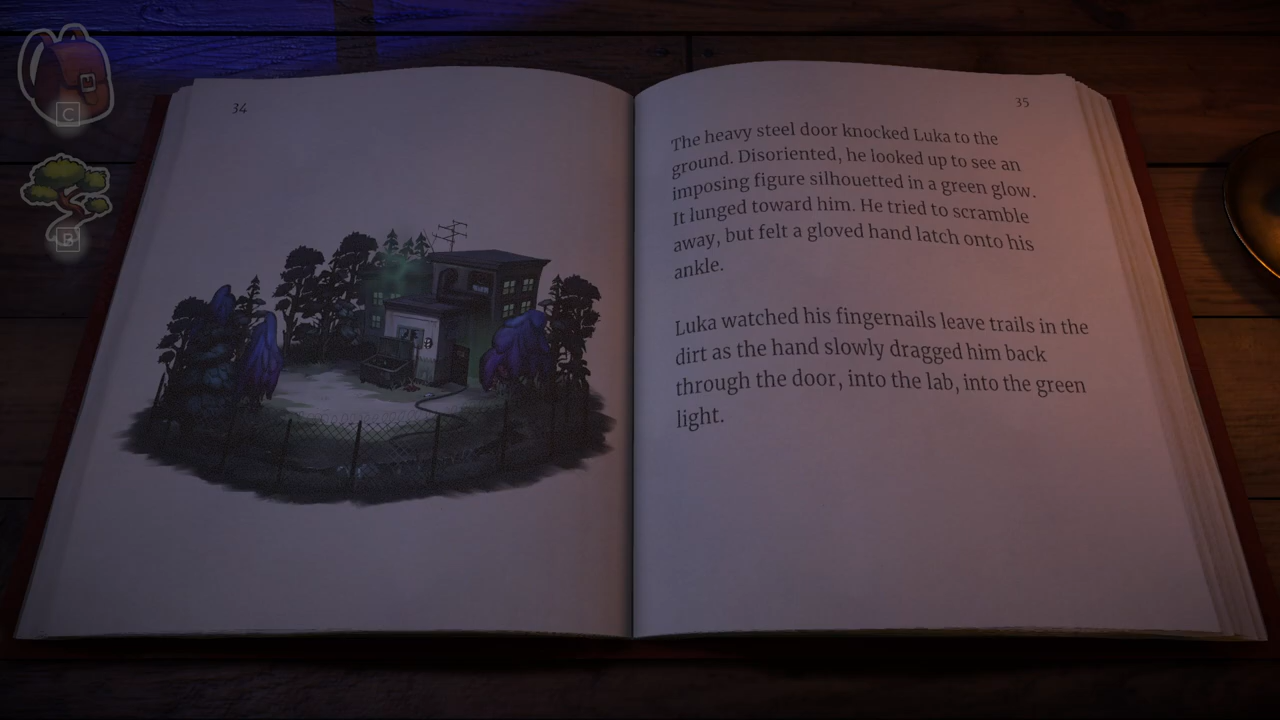 34
35
C
B
The heavy steel door knocked Luka to the
ground. Disoriented, he looked up to see an
imposing figure silhouetted in a green glow.
It lunged toward him. He tried to scramble
away, but felt a gloved hand latch onto his
ankle.
Luka watched his fingernails leave trails in the
dirt as the hand slowly dragged him back
through the door, into the lab, into the green
light.